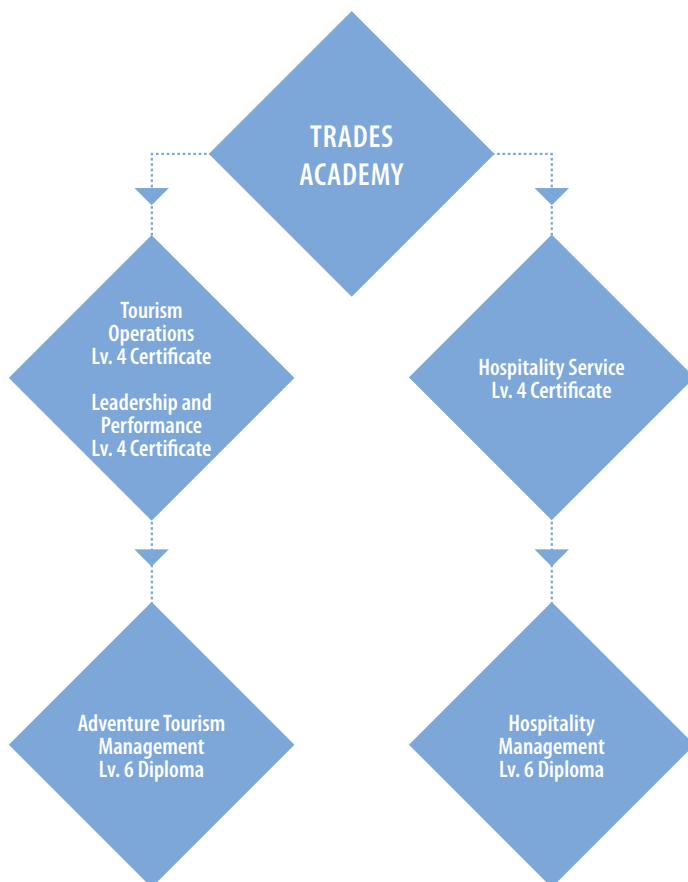 TRADES
ACADEMY
Tourism
Operations
Lv. 4 Certificate
Leadership and
Performance
Lv. 4 Certificate
Hospitality Service
Lv. 4 Certificate
Adventure Tourism
Management
Lv. 6 Diploma
Hospitality
Management
Lv. 6 Diploma